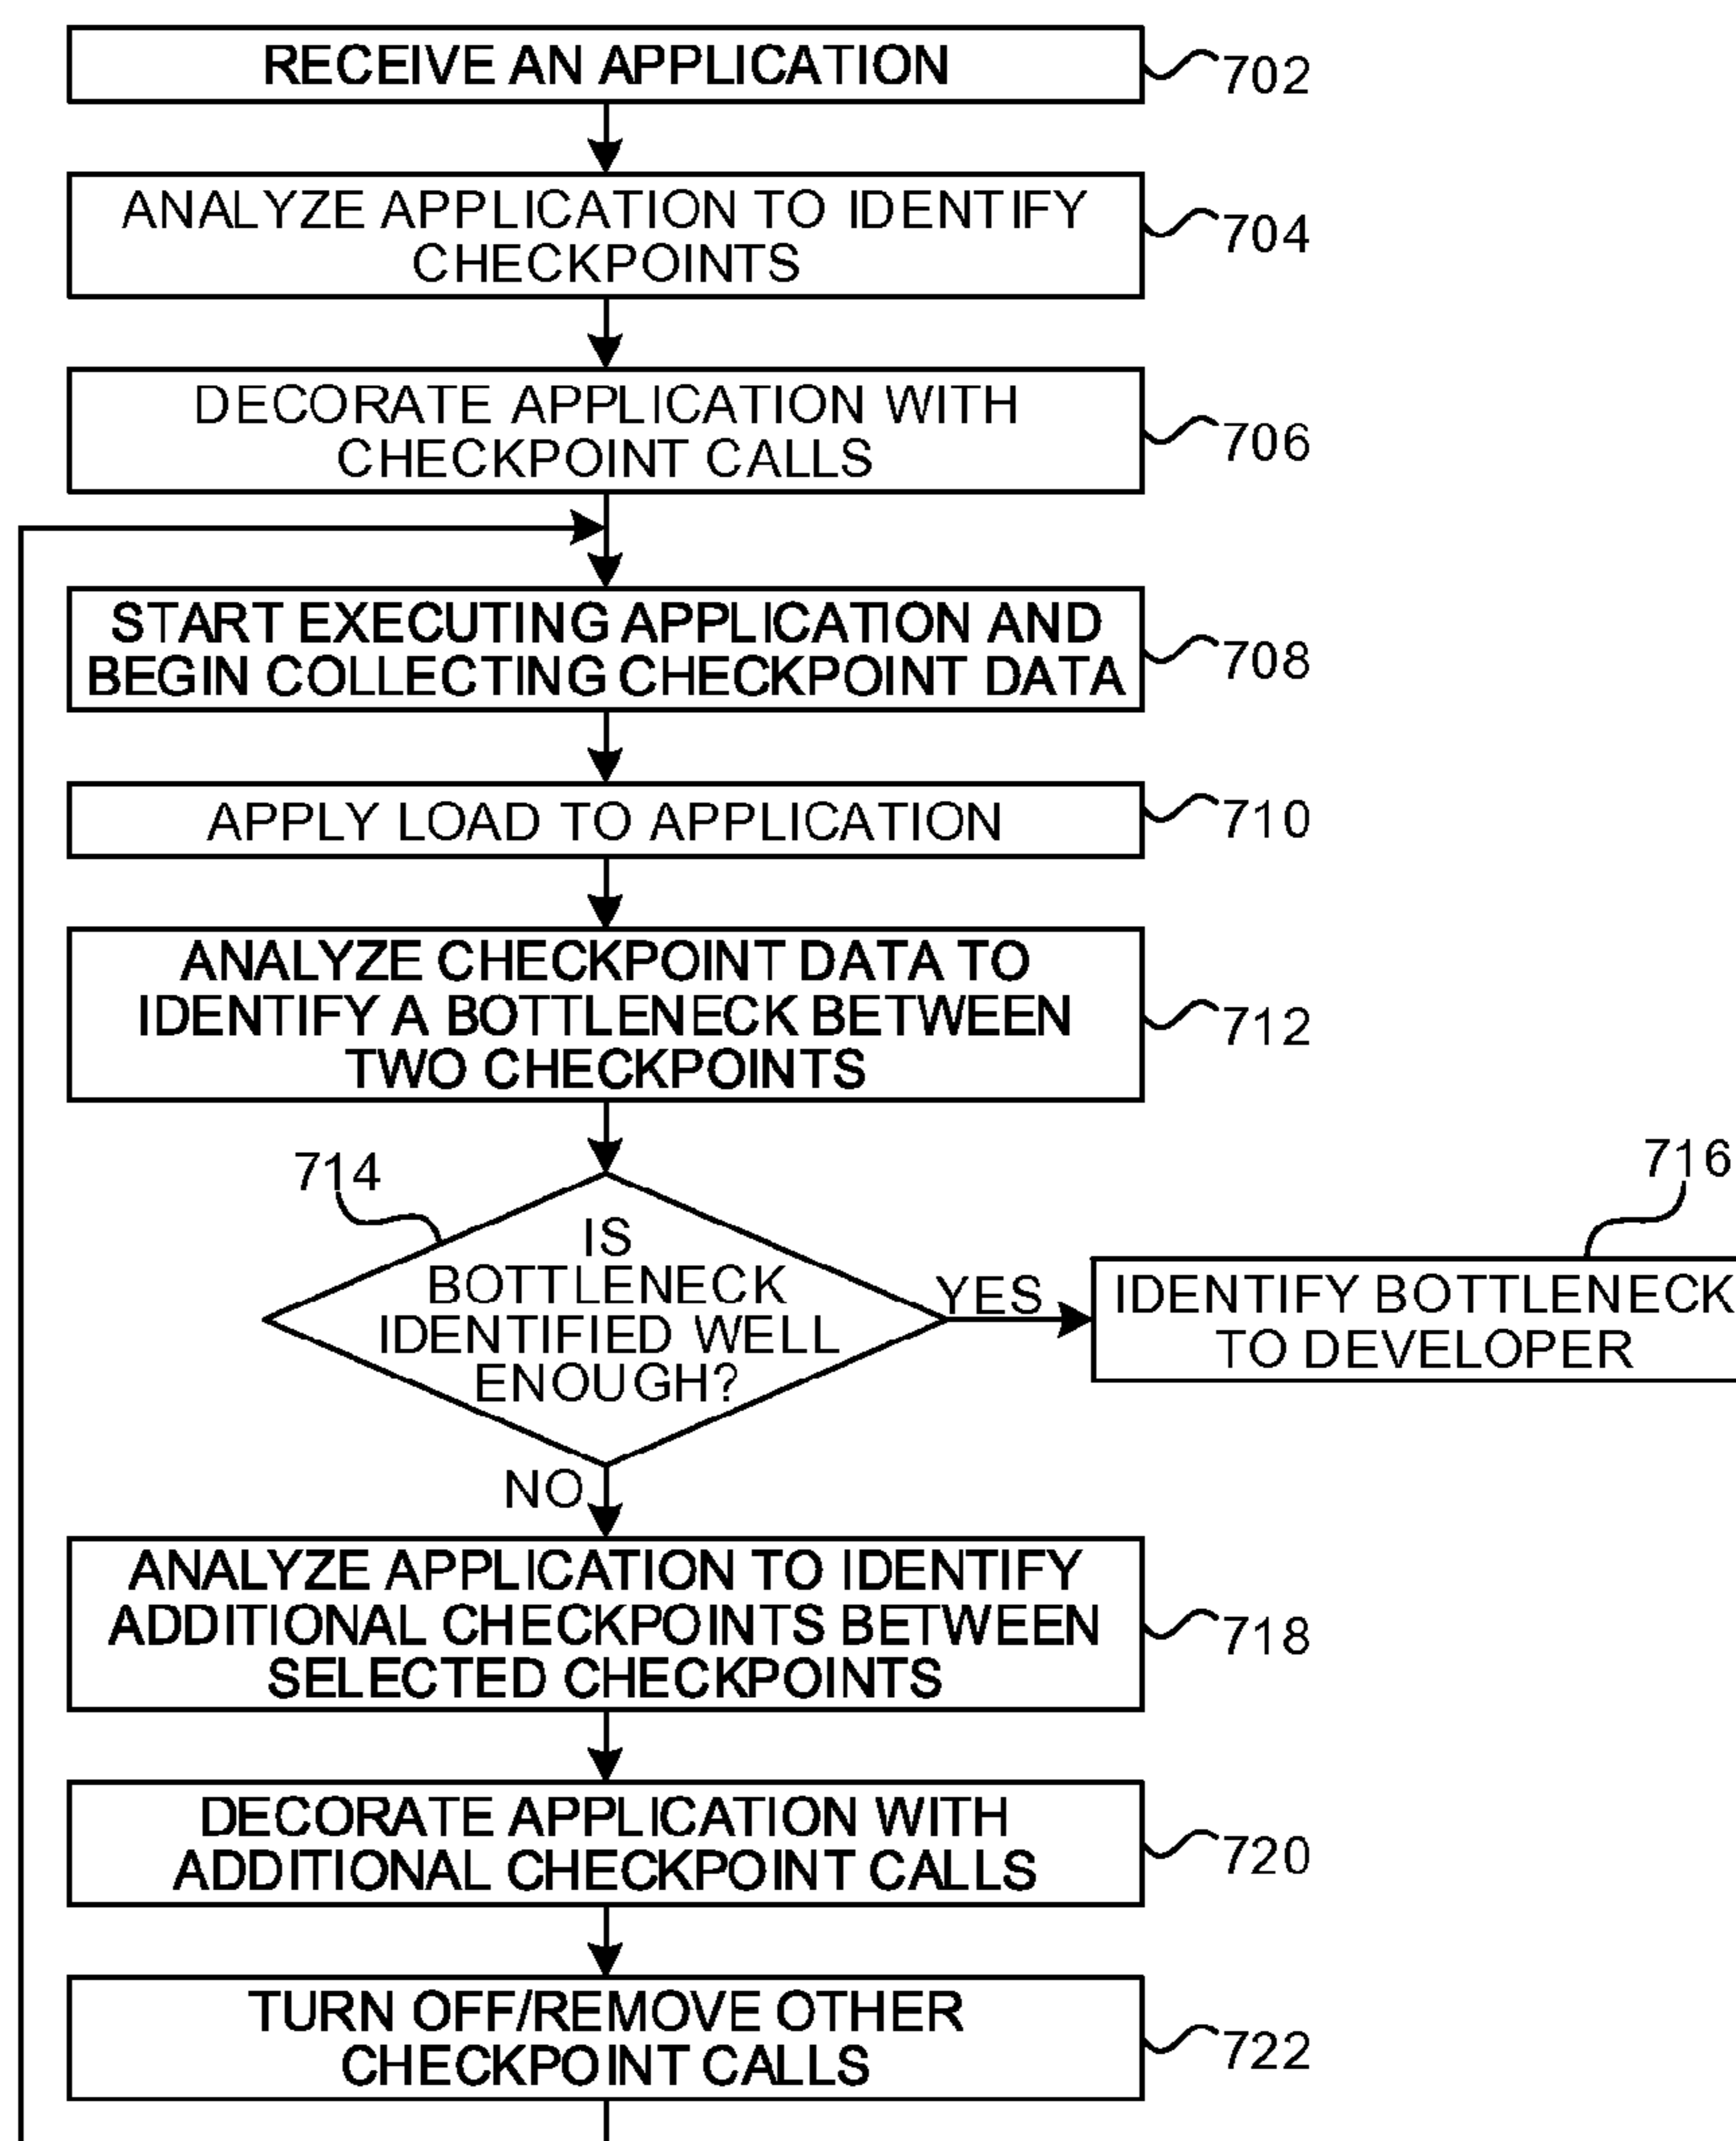 RECEIVE AN APPLICATION
702
ANALYZE APPLICATION TO IDENTIFY
CHECKPOINTS
704
DECORATE APPLICATION WITH
CHECKPOINT CALLS
706
START EXECUTING APPLICATION AND
BEGIN COLLECTING CHECKPOINT DATA
708
APPLY LOAD TO APPLICATION
710
ANALYZE CHECKPOINT DATA TO
IDENTIFY A BOTTLENECK BETWEEN
TWO CHECKPOINTS
712
714
IS
BOTTLENECK
IDENTIFIED WELL
ENOUGH?
YES
716
IDENTIFY BOTTLENECK
TO DEVELOPER
NO
ANALYZE APPLICATION TO IDENTIFY
ADDITIONAL CHECKPOINTS BETWEEN
SELECTED CHECKPOINTS
718
DECORATE APPLICATION WITH
ADDITIONAL CHECKPOINT CALLS
720
TURN OFF/REMOVE OTHER
CHECKPOINT CALLS
722